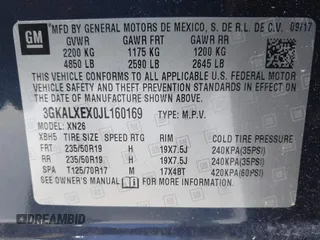 GM
MFD BY GENERAL MOTORS DE MEXICO, S. DE R.L. DE C.V. 09/17
GVWR GAWR FRT GAWR RR
2200 KG 1175 KG 1200 KG
4850 LB 2590 LB 2645 LB
THIS VEHICLE CONFORMS TO ALL APPLICABLE U.S. FEDERAL MOTOR VEHICLE SAFETY, BUMPER, AND THEFT PREVENTION STANDARDS IN EFFECT ON THE DATE OF MANUFACTURE SHOWN ABOVE.
3GKALXEX0JL160169 TYPE: M.P.V.
MODEL: XN26
XBH5 TIRE SIZE SPEED RTG RIM COLD TIRE PRESSURE
FRT 235/50R19 H 19X7.5J 240KPA(35PSI)
RR 235/50R19 H 19X7.5J 240KPA(35PSI)
SPA T125/70R17 M 17X4BT 420KPA(60PSI)
SEE OWNER'S MANUAL FOR MORE INFORMATION.
© DREAMBID